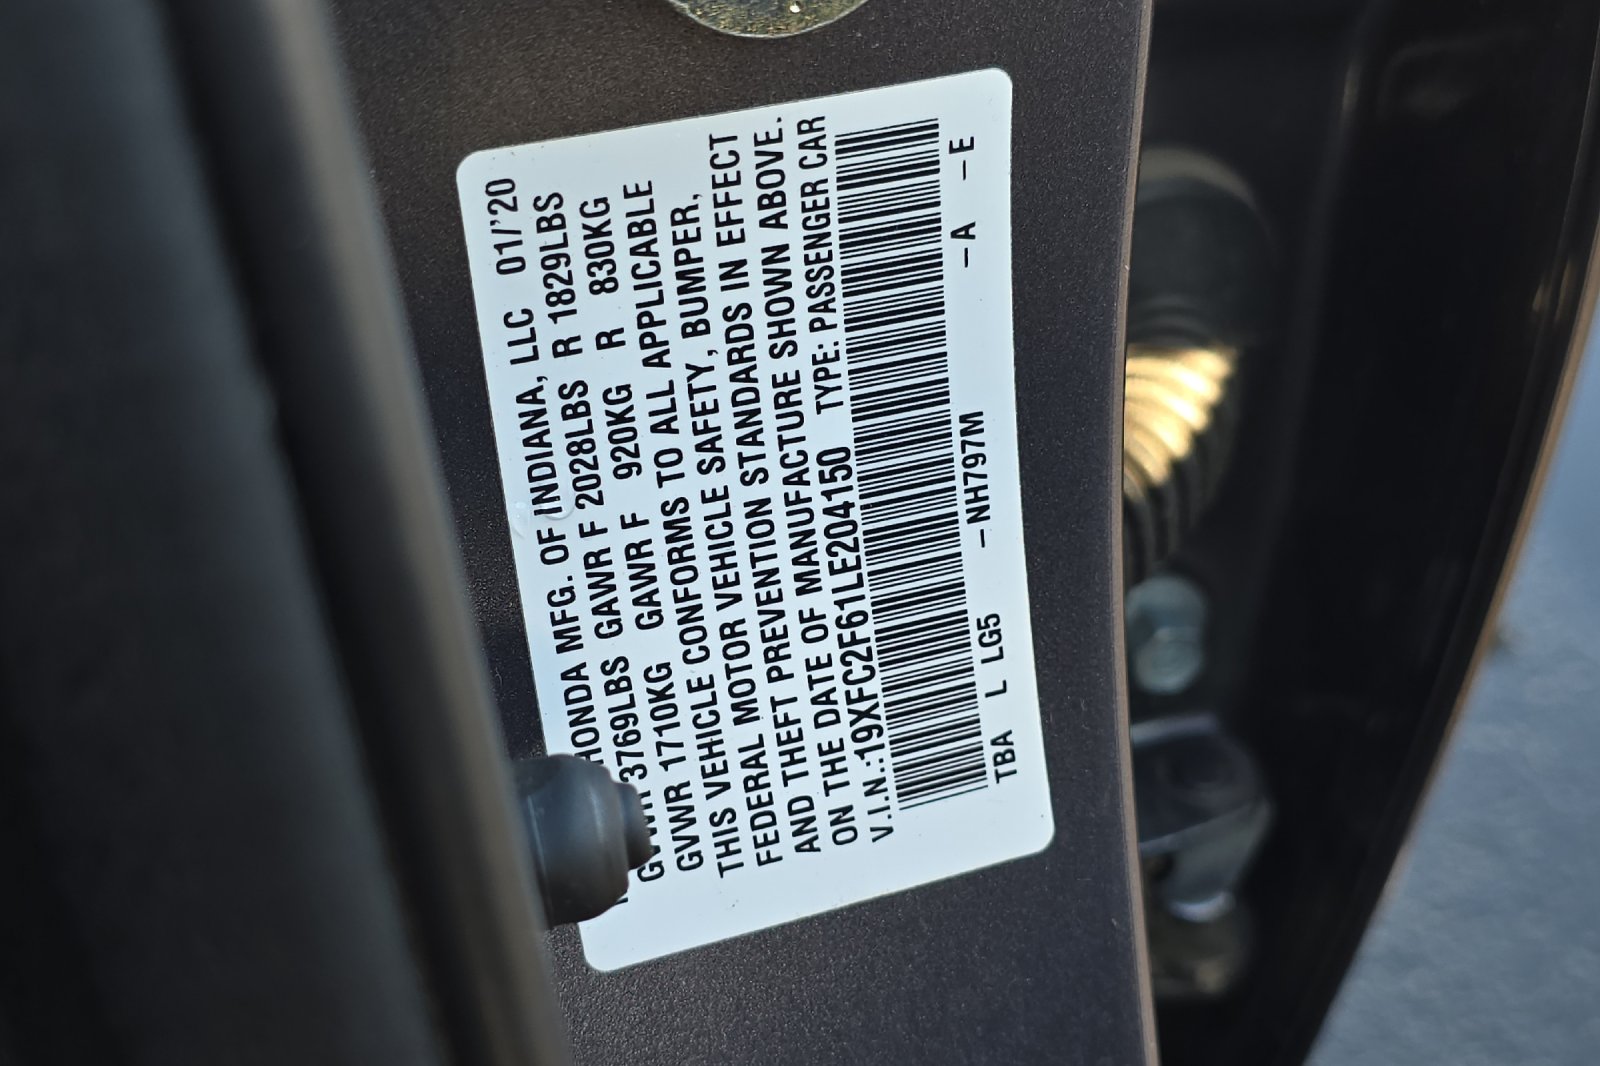 HONDA MFG. OF INDIANA, LLC 01/'20
3769LBS GAWR F 2028LBS R 1829LBS
GVWR 1710KG GAWR F 920KG R 830KG
THIS VEHICLE CONFORMS TO ALL APPLICABLE
FEDERAL MOTOR VEHICLE SAFETY, BUMPER,
AND THEFT PREVENTION STANDARDS IN EFFECT
ON THE DATE OF MANUFACTURE SHOWN ABOVE.
V.I.N.:19XFC2F61LE204150 TYPE: PASSENGER CAR
TBA L LG5 –NH797M –A –E